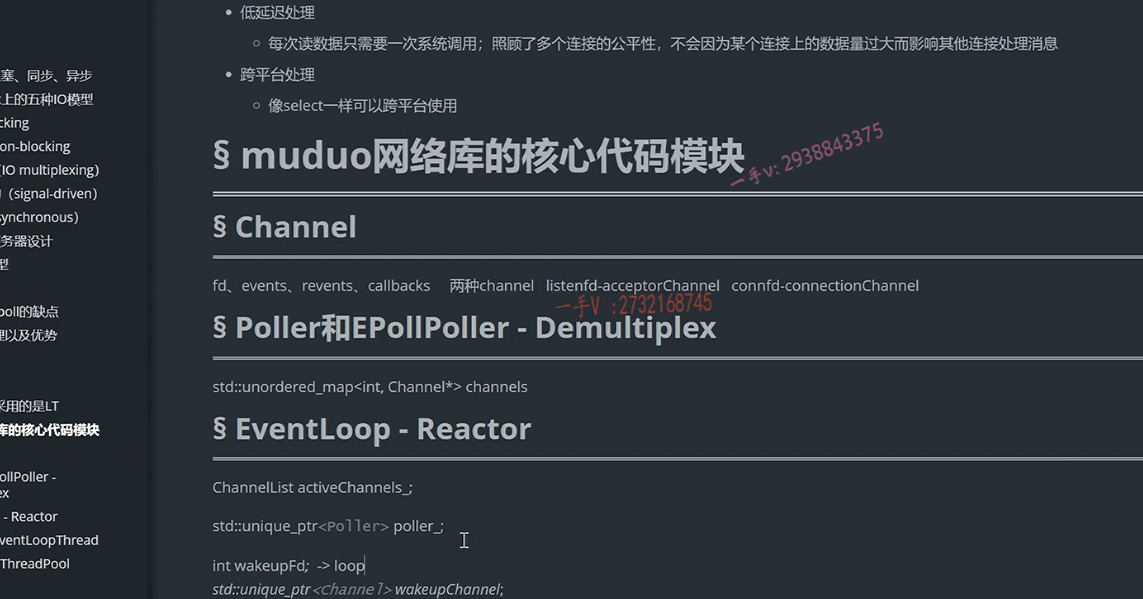 塞、同步、异步
上的五种IO模型
cking
on-blocking
IO multiplexing)
(signal-driven)
synchronous)
务器设计
型
poll的缺点
理以及优势
采用的是LT
库的核心代码模块
ollPoller -
ex
- Reactor
ventLoopThread
ThreadPool
• 低延迟处理
◦ 每次读数据只需要一次系统调用；照顾了多个连接的公平性，不会因为某个连接上的数据量过大而影响其他连接处理消息
• 跨平台处理
◦ 像select一样可以跨平台使用
§ muduo网络库的核心代码模块
一手v: 2938843375
§ Channel
fd、events、revents、callbacks 两种channel listenfd-acceptorChannel connfd-connectionChannel
一手V :2732168745
§ Poller和EPollPoller - Demultiplex
std::unordered_map<int, Channel*> channels
§ EventLoop - Reactor
ChannelList activeChannels_;
std::unique_ptr<Poller> poller_;
int wakeupFd; -> loop
std::unique_ptr<Channel> wakeupChannel;